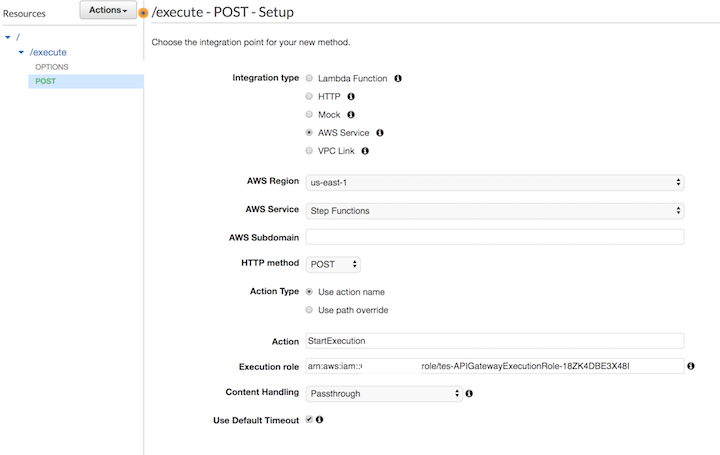 Resources
Actions
/execute - POST - Setup
/
/execute
OPTIONS
POST
Choose the integration point for your new method.
Integration type
Lambda Function
HTTP
Mock
AWS Service
VPC Link
AWS Region us-east-1
AWS Service Step Functions
AWS Subdomain
HTTP method POST
Action Type Use action name
Use path override
Action StartExecution
Execution role arn:aws:iam:: role/tes-APIGatewayExecutionRole-18ZK4DBE3X48I
Content Handling Passthrough
Use Default Timeout